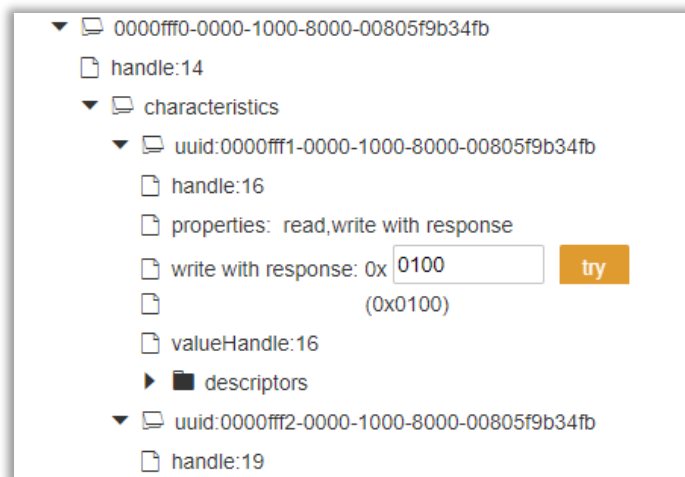 0000fff0-0000-1000-8000-00805f9b34fb
handle:14
characteristics
uuid:0000fff1-0000-1000-8000-00805f9b34fb
handle:16
properties: read,write with response
write with response: 0x 0100 try
(0x0100)
valueHandle:16
descriptors
uuid:0000fff2-0000-1000-8000-00805f9b34fb
handle:19